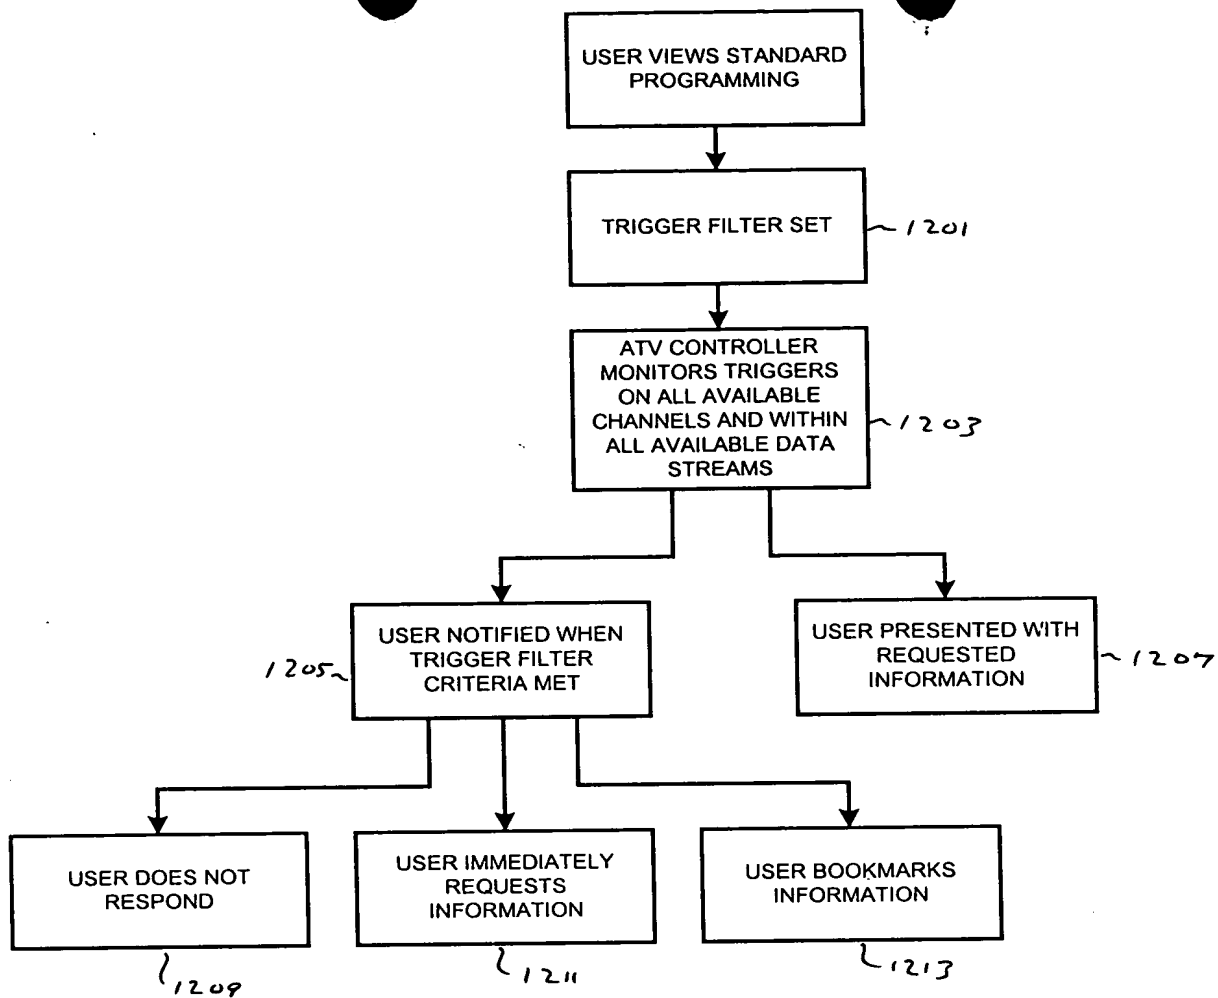 USER VIEWS STANDARD
PROGRAMMING
TRIGGER FILTER SET
1201
ATV CONTROLLER
MONITORS TRIGGERS
ON ALL AVAILABLE
CHANNELS AND WITHIN
ALL AVAILABLE DATA
STREAMS
1203
USER NOTIFIED WHEN
TRIGGER FILTER
CRITERIA MET
1205
USER PRESENTED WITH
REQUESTED
INFORMATION
1207
USER DOES NOT
RESPOND
1209
USER IMMEDIATELY
REQUESTS
INFORMATION
1211
USER BOOKMARKS
INFORMATION
1213